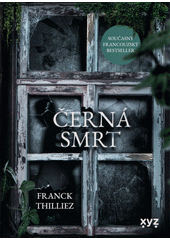 SOUČASNÝ
FRANCOUZSKÝ
BESTSELLER
ČERNÁ
SMRT
FRANCK
THILLIEZ
xyz